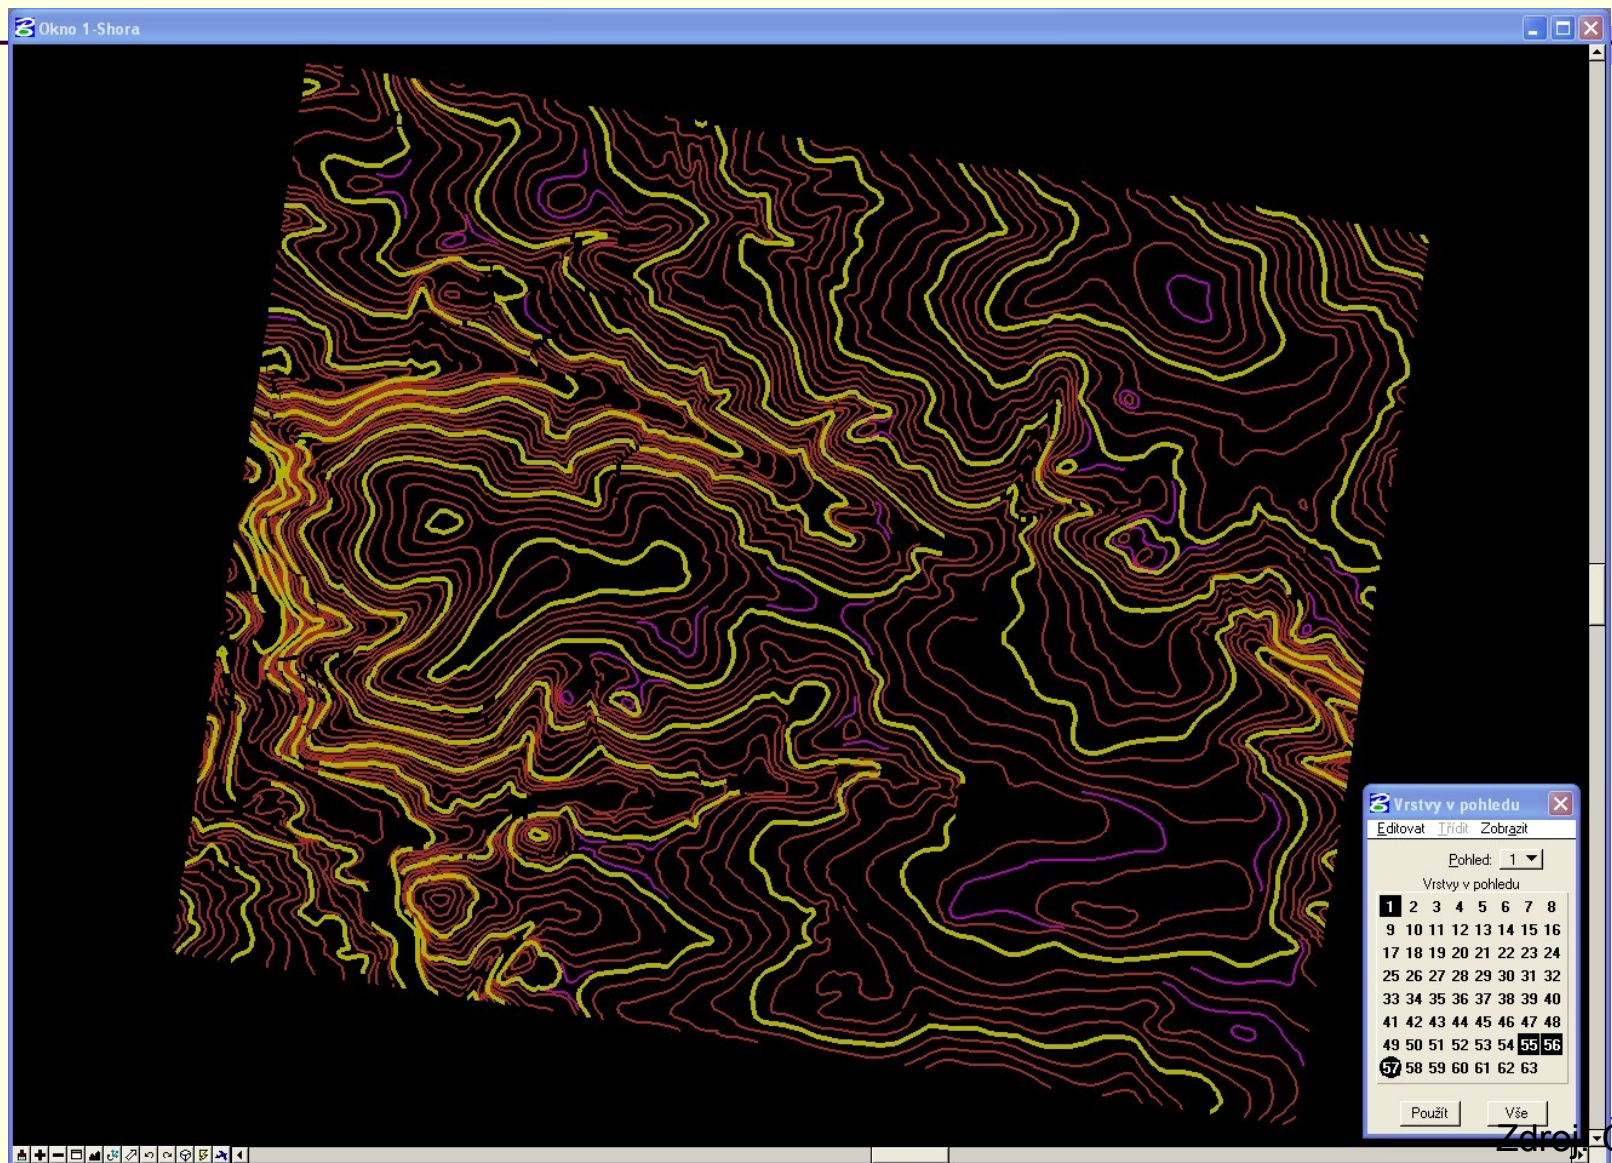 Okno 1-Shora
Vrstvy v pohledu
Editovat Třídit Zobrazit
Pohled: 1
Vrstvy v pohledu
1 2 3 4 5 6 7 8
9 10 11 12 13 14 15 16
17 18 19 20 21 22 23 24
25 26 27 28 29 30 31 32
33 34 35 36 37 38 39 40
41 42 43 44 45 46 47 48
49 50 51 52 53 54 55 56
57 58 59 60 61 62 63
Použít Vše
Zdroj: